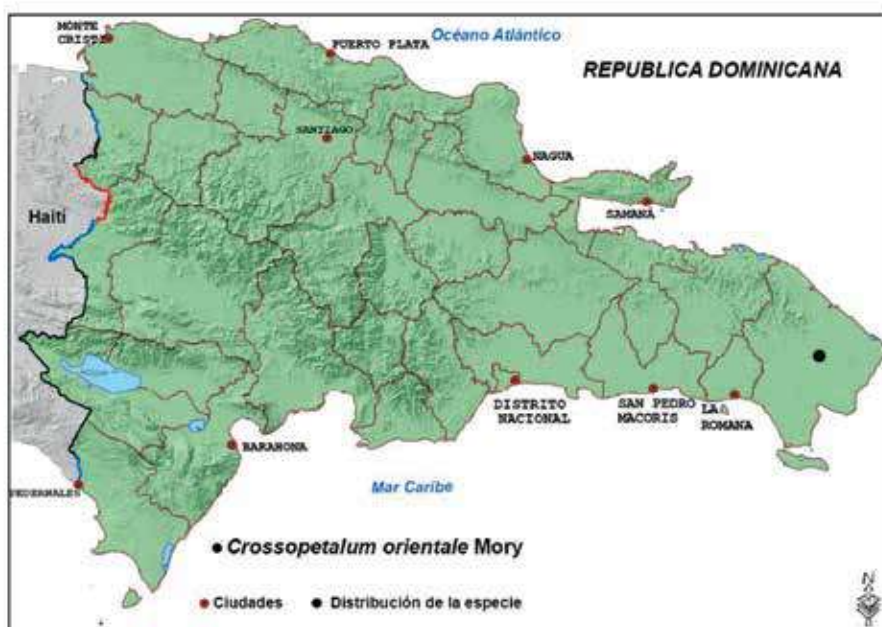 MONTE
CRISTI
PUERTO PLATA
Océano Atlántico
REPUBLICA DOMINICANA
SANTIAGO
NAGUA
SAMANÁ
Haití
DISTRITO
NACIONAL
SAN PEDRO
MACORIS
LA
ROMANA
BARAHONA
PEDERNALES
Mar Caribe
Crossopetalum orientale Mory
Ciudades
Distribución de la especie
N